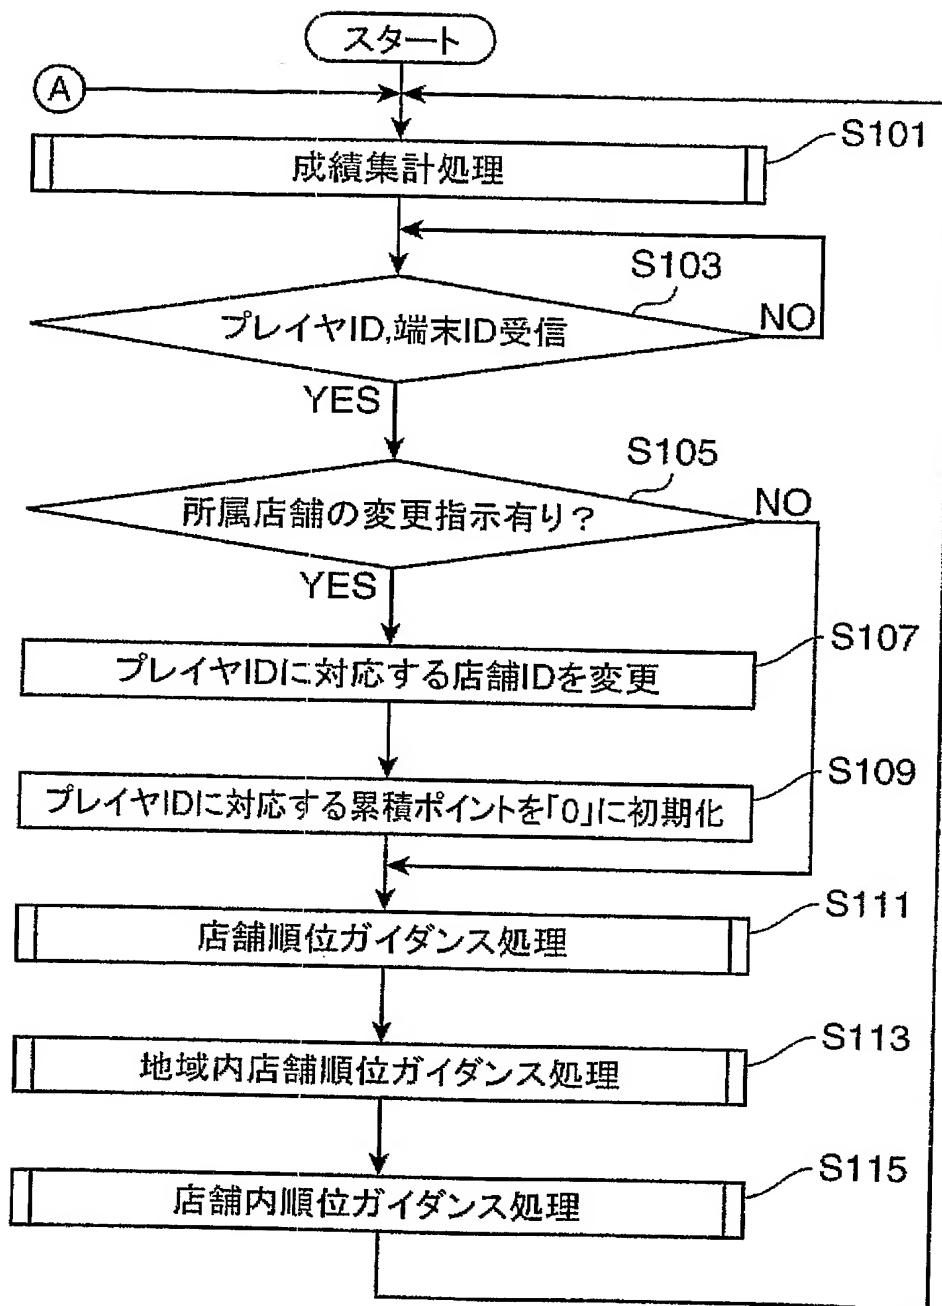 スタート
A
S101
成績集計処理
S103
プレイヤID,端末ID受信
NO
YES
S105
所属店舗の変更指示有り?
NO
YES
S107
プレイヤIDに対応する店舗IDを変更
S109
プレイヤIDに対応する累積ポイントを「0」に初期化
S111
店舗順位ガイダンス処理
S113
地域内店舗順位ガイダンス処理
S115
店舗内順位ガイダンス処理